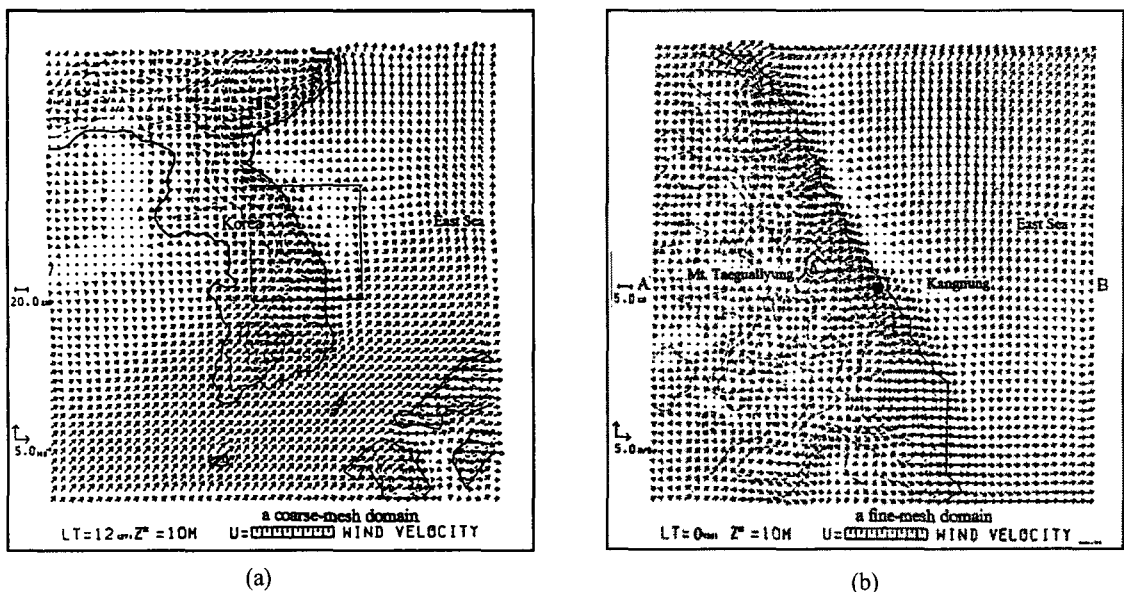 Korea
East Sea
20.0
5.0
a coarse-mesh domain
LT=12 Z*=10M U= WIND VELOCITY
(a)
East Sea
Mt. Taeguallyung
Kangnung
A
B
5.0
5.0
a fine-mesh domain
LT=0 Z*=10M U= WIND VELOCITY
(b)